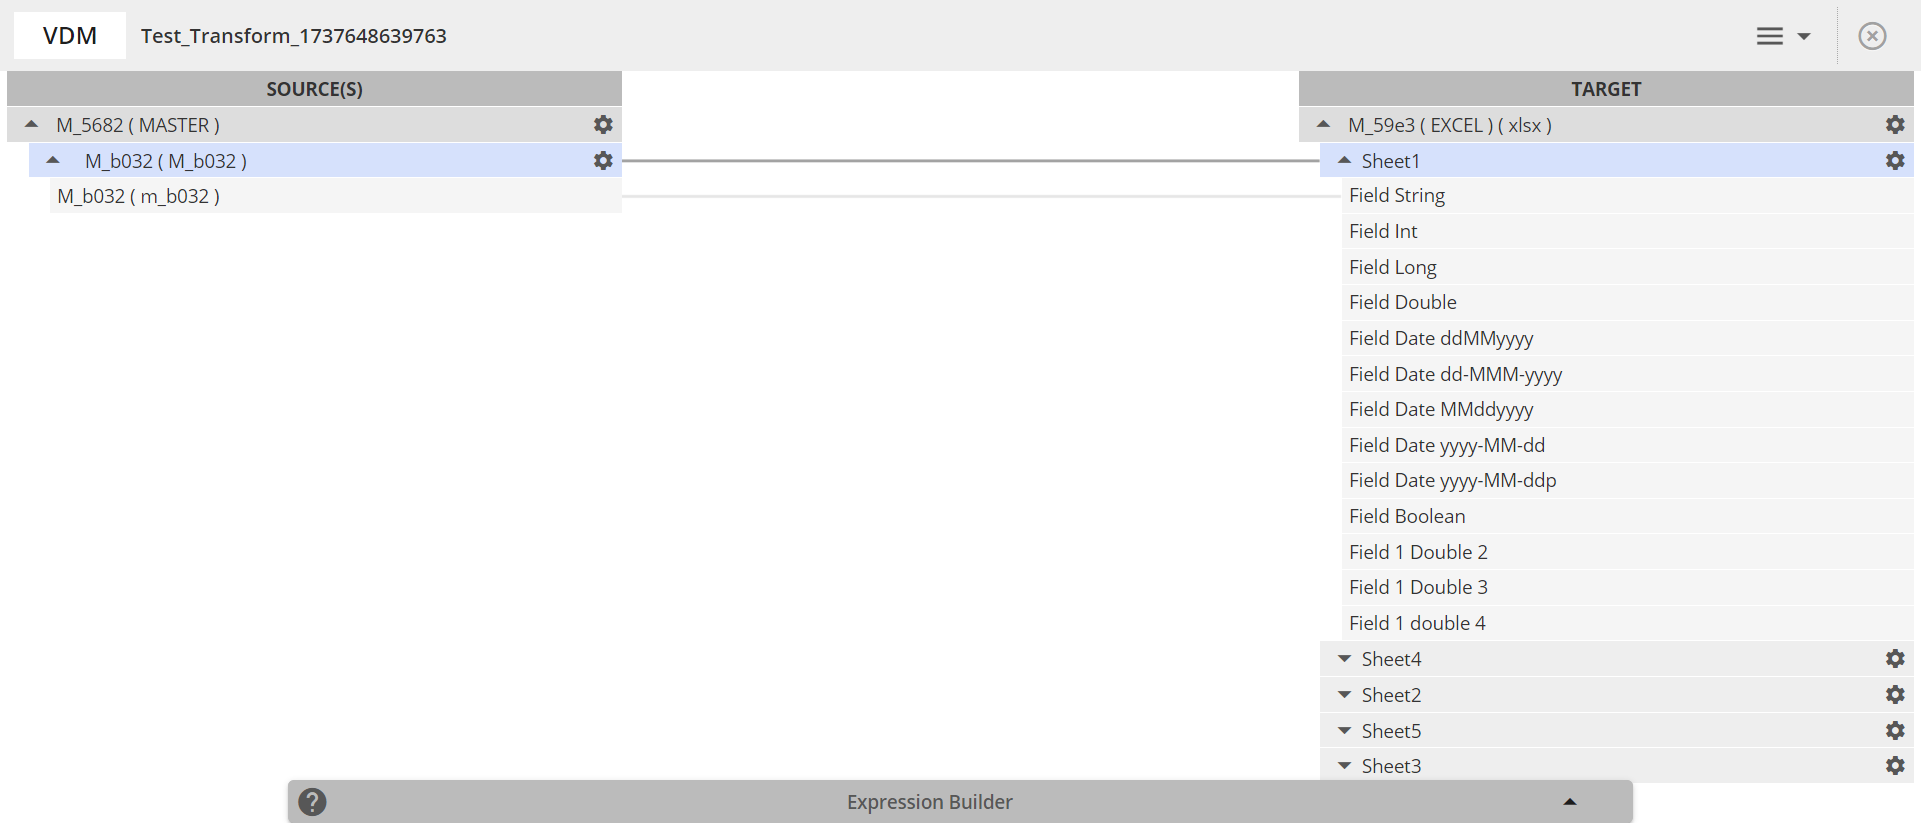 VDM Test_Transform_1737648639763
SOURCE(S)
M_5682 ( MASTER )
M_b032 ( M_b032 )
M_b032 ( m_b032 )
TARGET
M_59e3 ( EXCEL ) ( xlsx )
Sheet1
Field String
Field Int
Field Long
Field Double
Field Date ddMMyyyy
Field Date dd-MMM-yyyy
Field Date MMddyyyy
Field Date yyyy-MM-dd
Field Date yyyy-MM-ddp
Field Boolean
Field 1 Double 2
Field 1 Double 3
Field 1 double 4
Sheet4
Sheet2
Sheet5
Sheet3
? Expression Builder